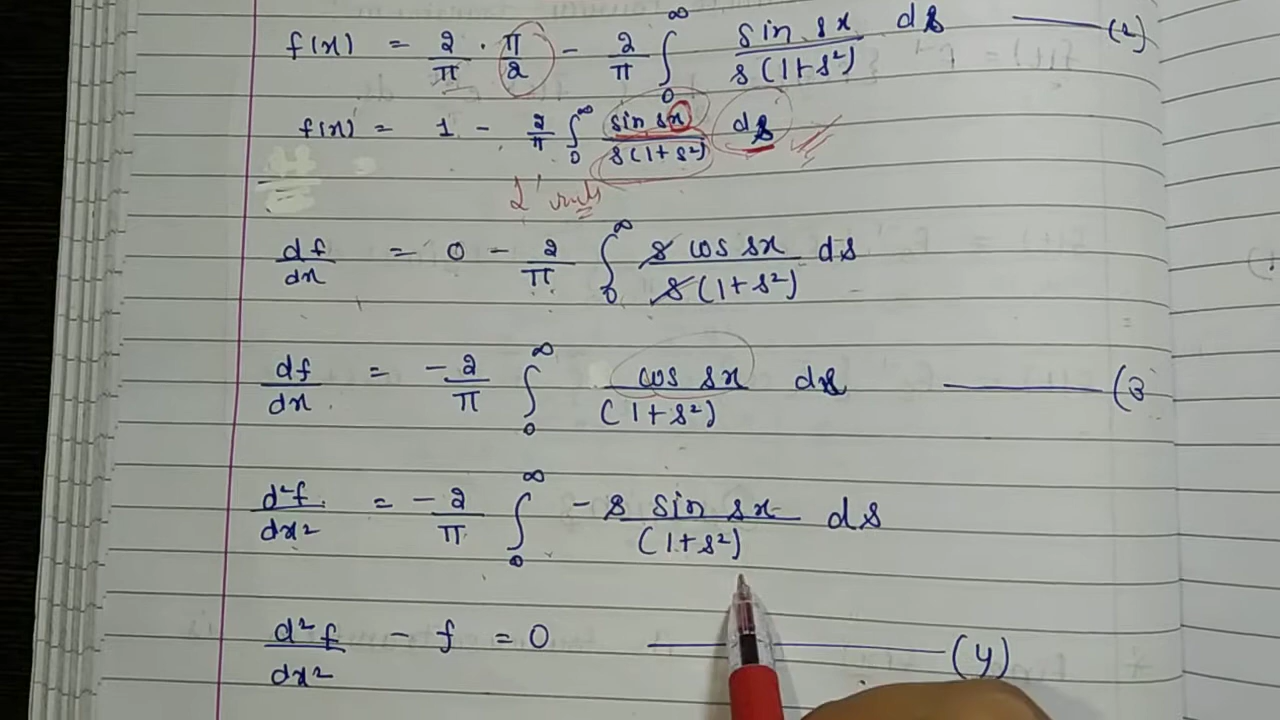 f(x) = 2/π · π/2 - 2/π ∫₀^∞ sin sx / s(1+s²) ds ——— (2)
f(x) = 1 - 2/π ∫₀^∞ sin sx / s(1+s²) ds
df/dx = 0 - 2/π ∫₀^∞ s cos sx / s(1+s²) ds
df/dx = -2/π ∫₀^∞ cos sx / (1+s²) ds ——— (3
d²f/dx² = -2/π ∫₀^∞ -s sin sx / (1+s²) ds
d²f/dx² - f = 0 ——— (4)